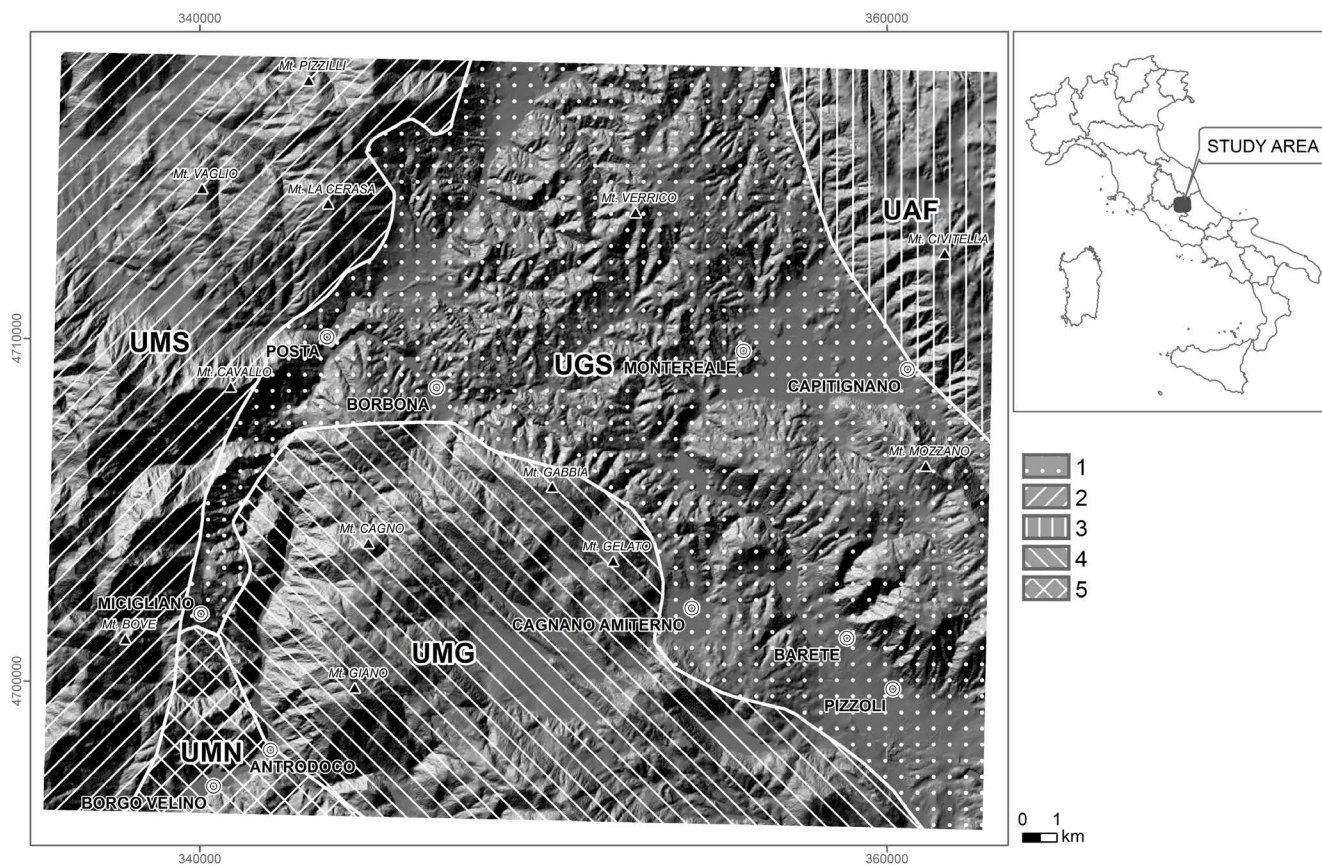 340000
360000
Mt. PIZZILLI
Mt. VAGLIO
Mt. LA CERASA
Mt. VERRICO
UAF
Mt. CIVITELLA
STUDY AREA
4710000
UMS
POSTA
Mt. CAVALLO
BORBONA
UGS
MONTEREALE
CAPITIGNANO
Mt. MOZZANO
Mt. GABBIA
Mt. CAGNO
Mt. GELATO
1
2
3
4
5
MICIGLIANO
Mt. BOVE
CAGNANO AMITERNO
BARETE
UMG
Mt. GIANO
PIZZOLI
4700000
UMN
ANTRODOCO
BORGO VELINO
0 1
km
340000
360000